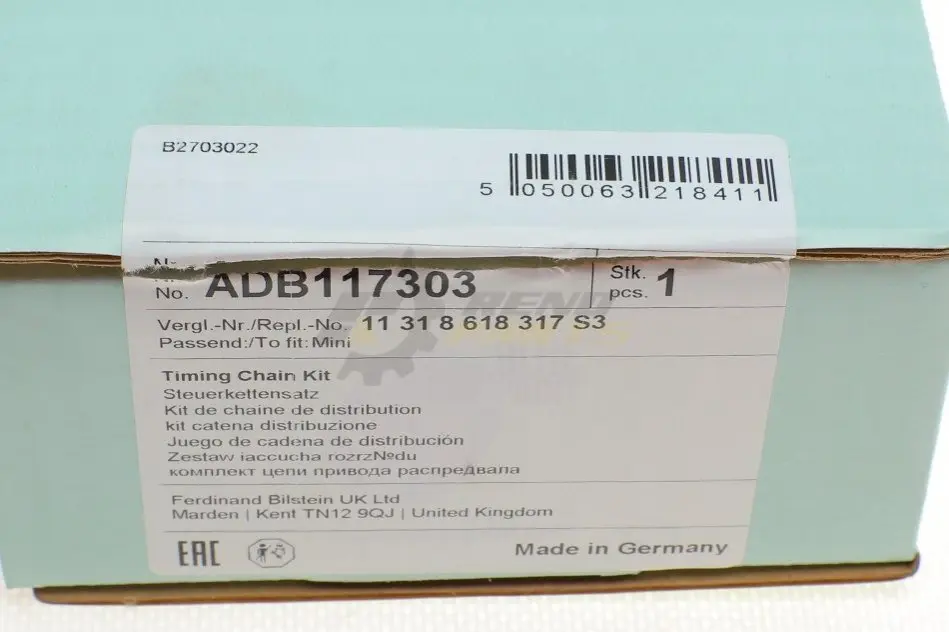 B2703022
5 050063 218411
No. ADB117303
Stk. 1
pcs.
Vergl.-Nr./Repl.-No. 11 31 8 618 317 S3
Passend:/To fit: Mini
Timing Chain Kit
Steuerkettensatz
Kit de chaine de distribution
kit catena distribuzione
Juego de cadena de distribución
Zestaw iaccucha rozrz№du
комплект цепи привода распредвала
Ferdinand Bilstein UK Ltd
Marden | Kent TN12 9QJ | United Kingdom
EAC
Made in Germany